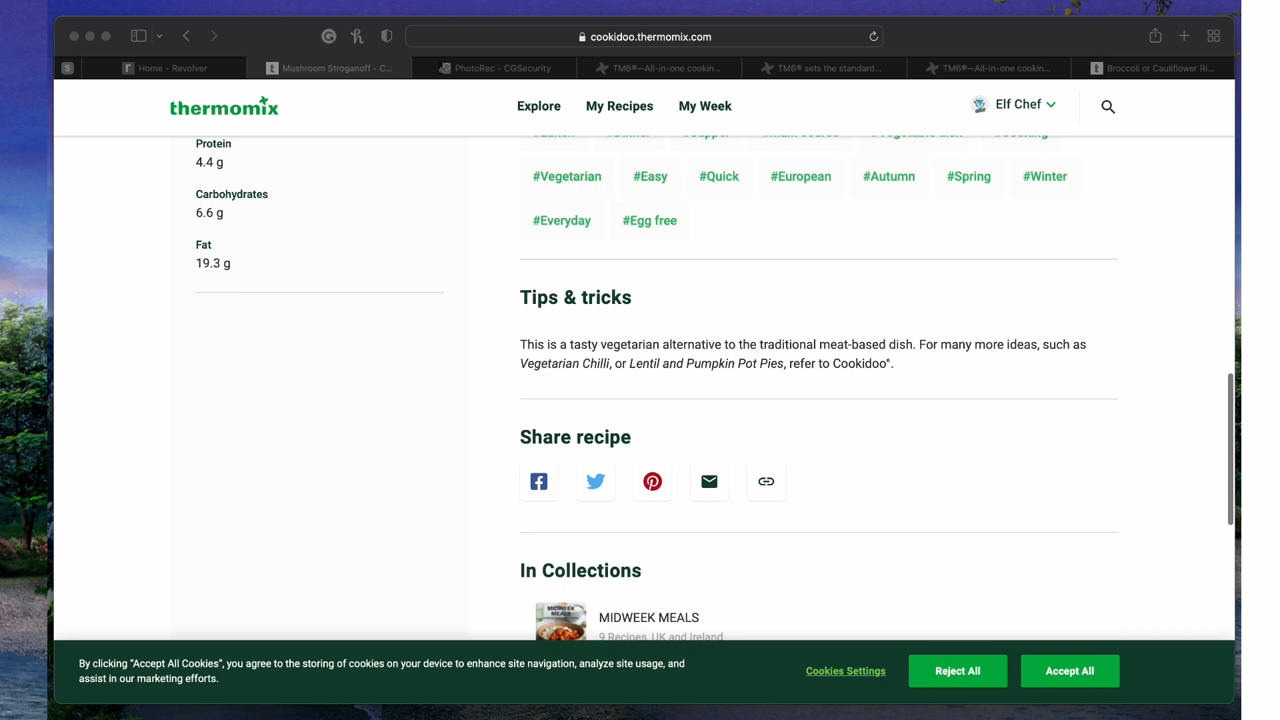 cookidoo.thermomix.com
S
Home - Revolver
Mushroom Stroganoff - C...
PhotoRec - CGSecurity
TM6®—All-in-one cookin...
TM6® sets the standard...
TM6®—All-in-one cookin...
Broccoli or Cauliflower Ri...
thermomix
Explore
My Recipes
My Week
Elf Chef
Protein
4.4 g
Carbohydrates
6.6 g
Fat
19.3 g
#Vegetarian #Easy #Quick #European #Autumn #Spring #Winter
#Everyday #Egg free
Tips & tricks
This is a tasty vegetarian alternative to the traditional meat-based dish. For many more ideas, such as
Vegetarian Chilli, or Lentil and Pumpkin Pot Pies, refer to Cookidoo®.
Share recipe
In Collections
MIDWEEK MEALS
MIDWEEK MEALS
9 Recipes, UK and Ireland
By clicking “Accept All Cookies”, you agree to the storing of cookies on your device to enhance site navigation, analyze site usage, and
assist in our marketing efforts.
Cookies Settings
Reject All
Accept All